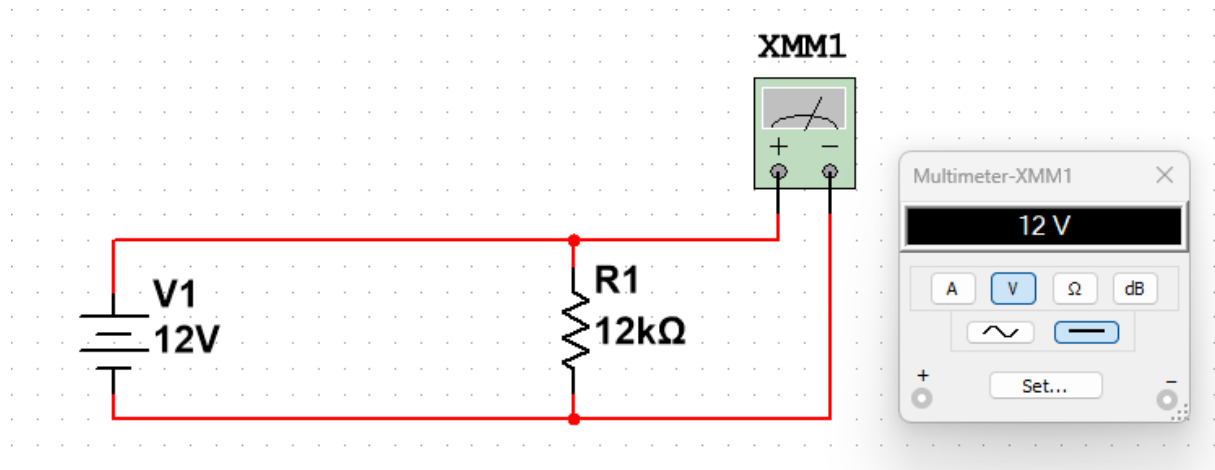 XMM1
+ −
V1
12V
R1
12kΩ
Multimeter-XMM1
12 V
A V Ω dB
+ −
Set...